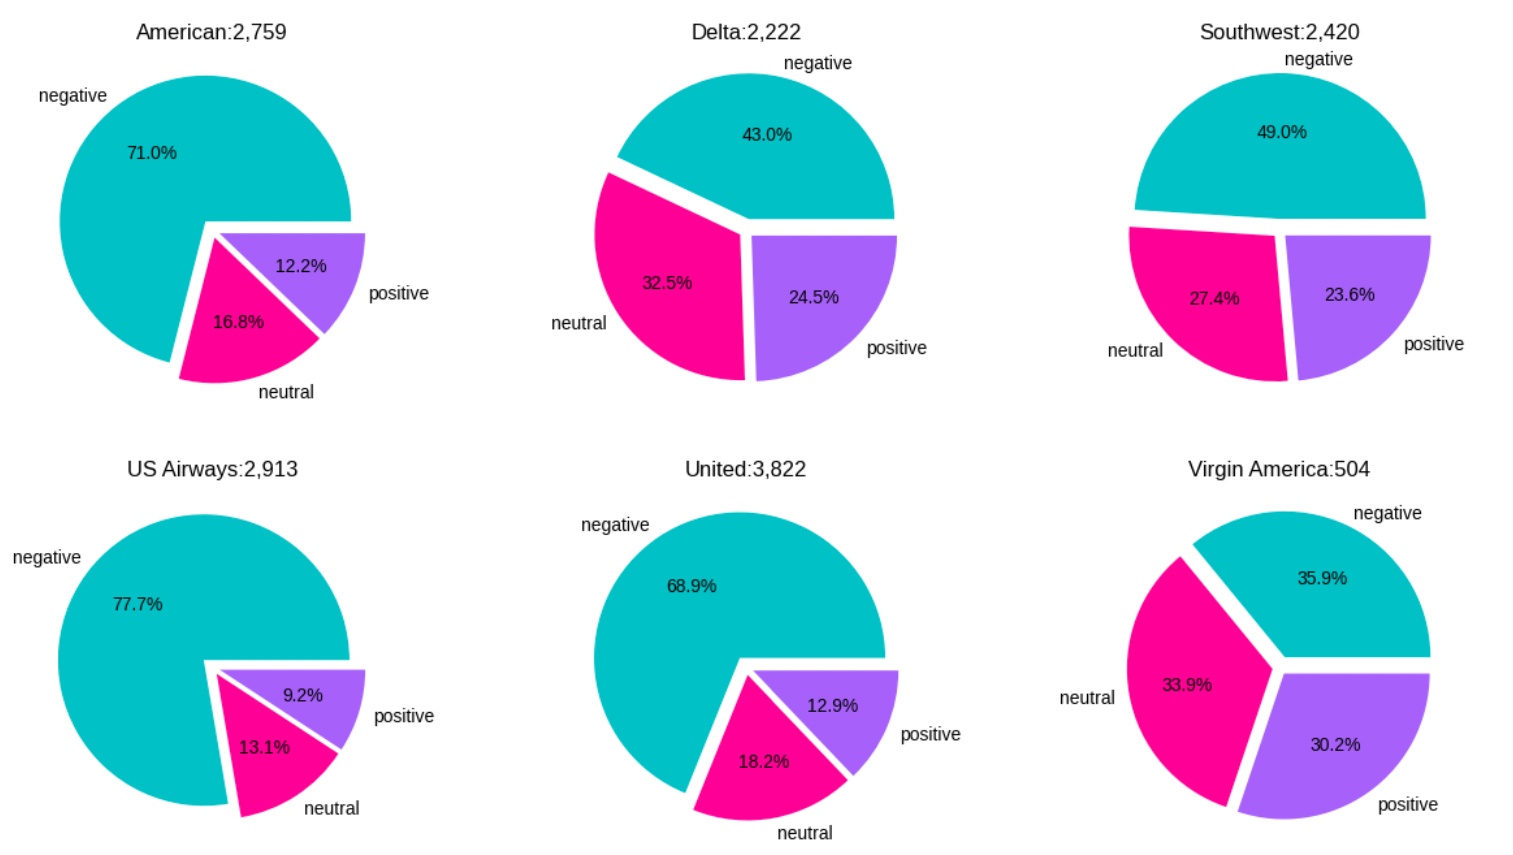 American:2,759
negative
71.0%
12.2%
positive
16.8%
neutral
Delta:2,222
negative
43.0%
32.5%
24.5%
neutral
positive
Southwest:2,420
negative
49.0%
27.4%
23.6%
neutral
positive
US Airways:2,913
negative
77.7%
9.2%
positive
13.1%
neutral
United:3,822
negative
68.9%
12.9%
positive
18.2%
neutral
Virgin America:504
negative
35.9%
33.9%
neutral
30.2%
positive